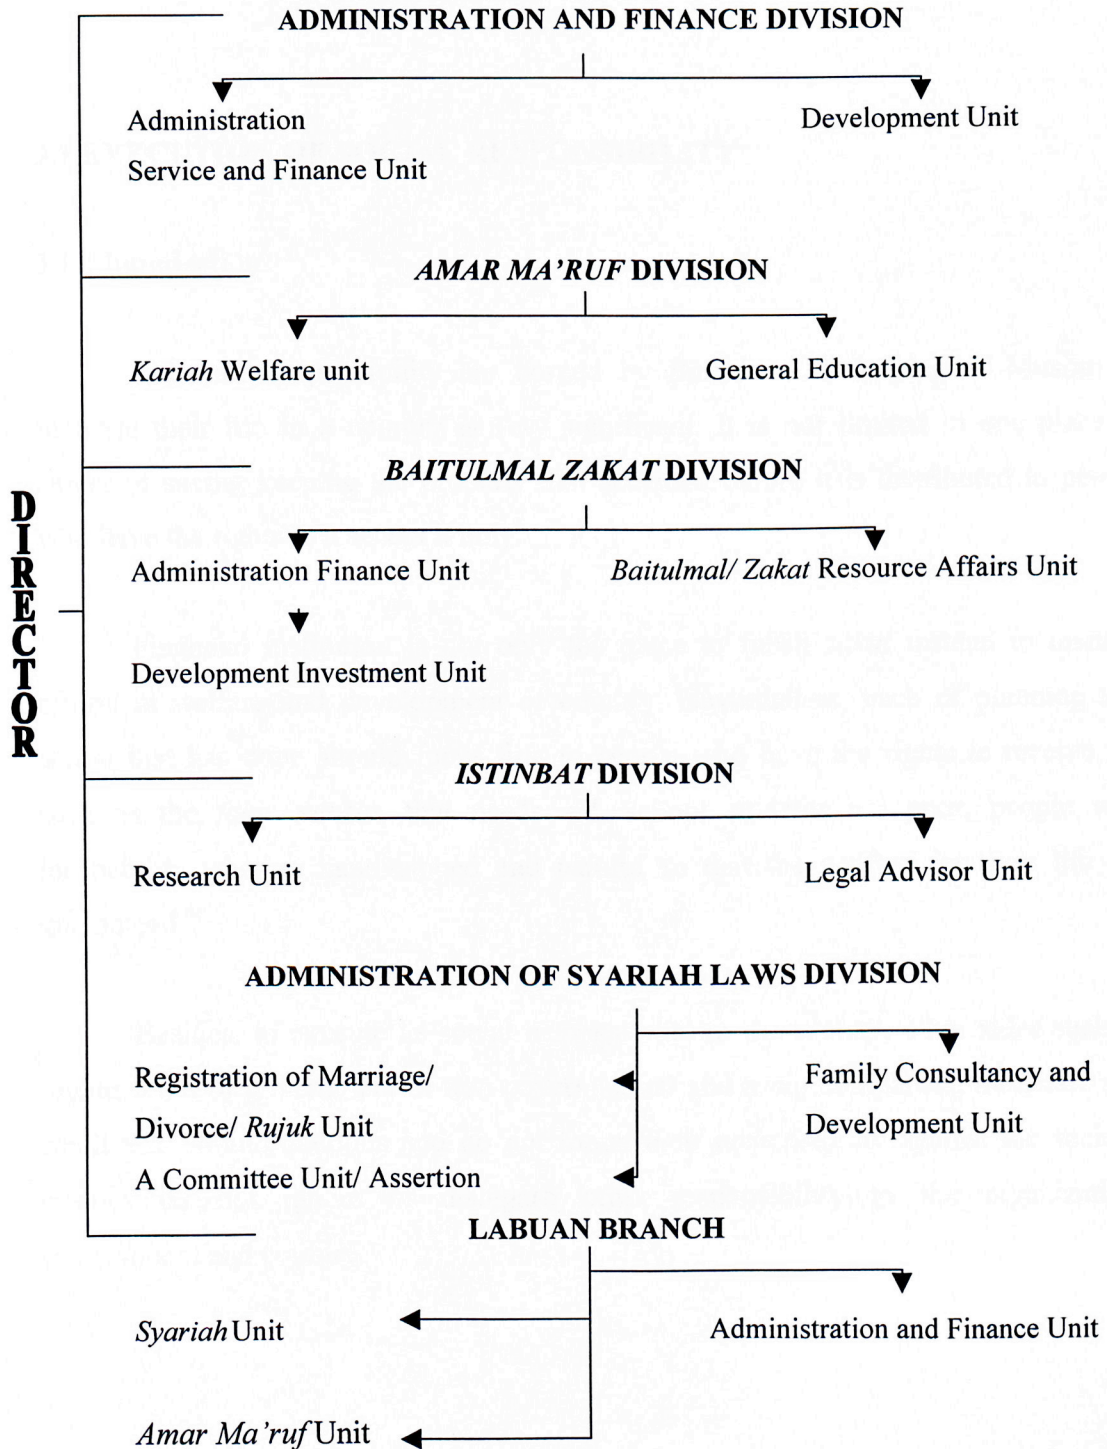 ADMINISTRATION AND FINANCE DIVISION
Administration
Service and Finance Unit
Development Unit
AMAR MA'RUF DIVISION
Kariah Welfare unit
General Education Unit
BAITULMAL ZAKAT DIVISION
DIRECTOR
Administration Finance Unit
Baitulmal/ Zakat Resource Affairs Unit
Development Investment Unit
ISTINBAT DIVISION
Research Unit
Legal Advisor Unit
ADMINISTRATION OF SYARIAH LAWS DIVISION
Registration of Marriage/
Divorce/ Rujuk Unit
A Committee Unit/ Assertion
Family Consultancy and
Development Unit
LABUAN BRANCH
Syariah Unit
Administration and Finance Unit
Amar Ma'ruf Unit